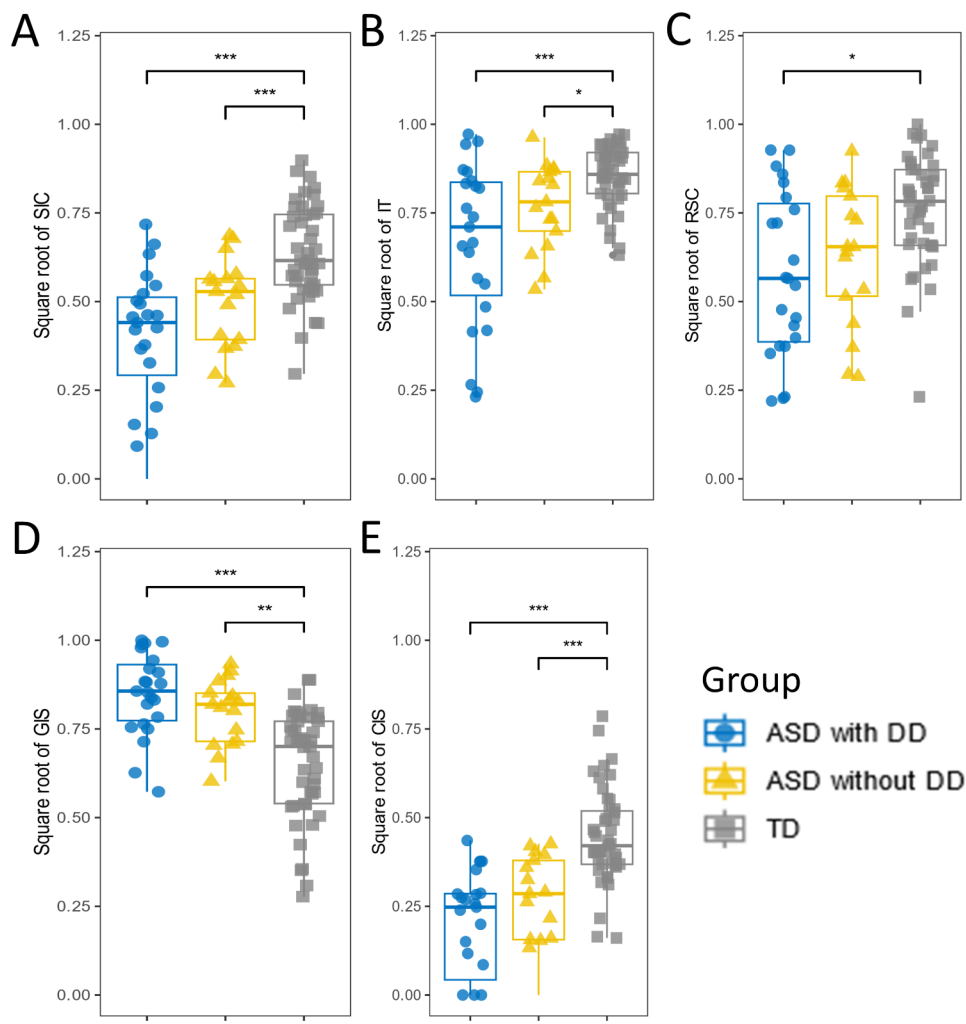 A
B
C
1.25
1.00
0.75
0.50
0.25
0.00
Square root of SIC
***
***
1.25
1.00
0.75
0.50
0.25
0.00
Square root of IT
***
*
1.25
1.00
0.75
0.50
0.25
0.00
Square root of RSC
*
D
E
1.25
1.00
0.75
0.50
0.25
0.00
Square root of GIS
***
**
1.25
1.00
0.75
0.50
0.25
0.00
Square root of CIS
***
***
Group
ASD with DD
ASD without DD
TD